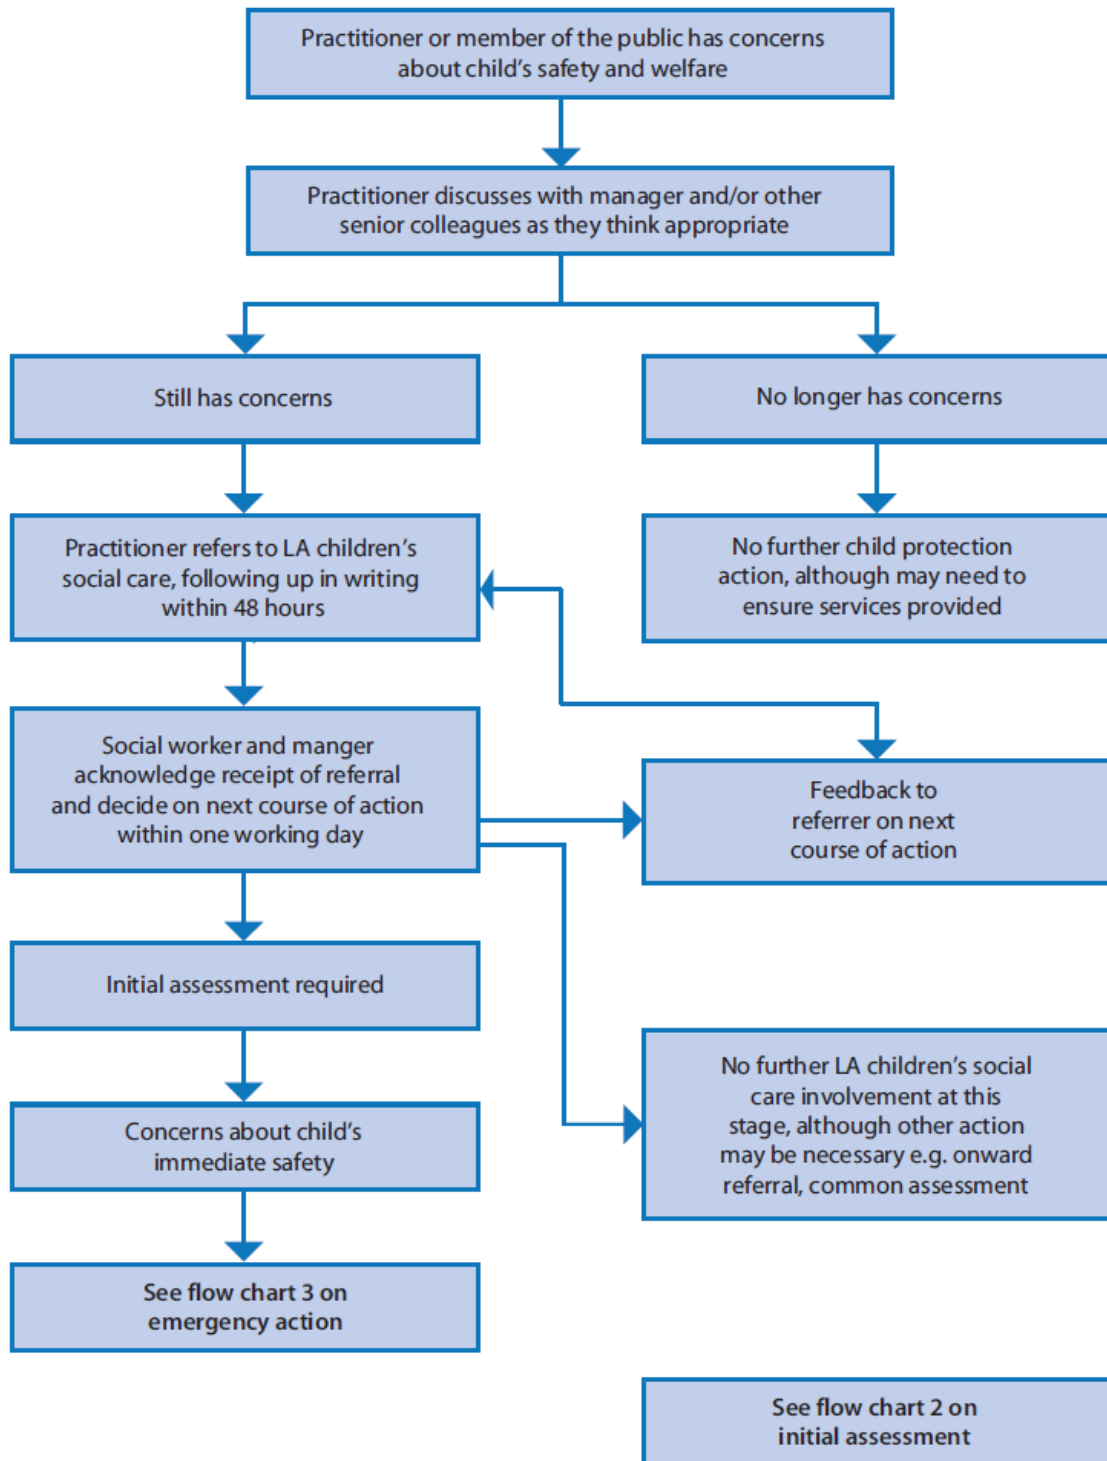 Practitioner or member of the public has concerns
about child's safety and welfare
Practitioner discusses with manager and/or other
senior colleagues as they think appropriate
Still has concerns
No longer has concerns
Practitioner refers to LA children's
social care, following up in writing
within 48 hours
No further child protection
action, although may need to
ensure services provided
Social worker and manger
acknowledge receipt of referral
and decide on next course of action
within one working day
Feedback to
referrer on next
course of action
Initial assessment required
No further LA children's social
care involvement at this
stage, although other action
may be necessary e.g. onward
referral, common assessment
Concerns about child's
immediate safety
See flow chart 3 on
emergency action
See flow chart 2 on
initial assessment